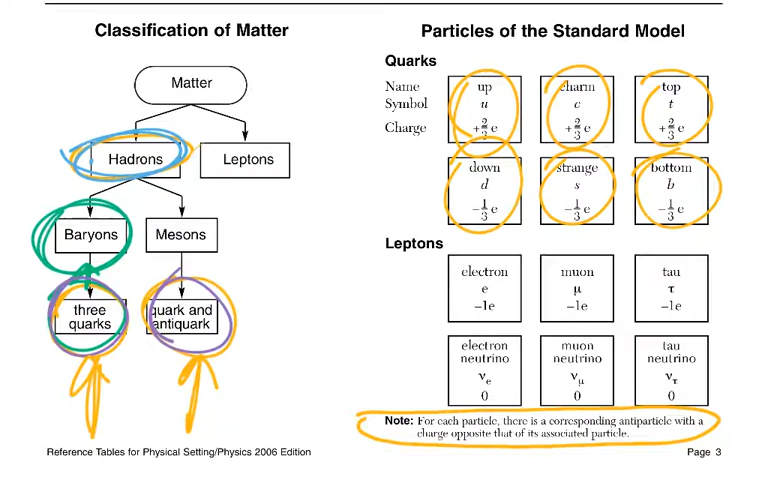 Classification of Matter
Matter
Hadrons
Leptons
Baryons
Mesons
three
quarks
quark and
antiquark
Particles of the Standard Model
Quarks
Name
Symbol
Charge
up
u
+2/3 e
charm
c
+2/3 e
top
t
+2/3 e
down
d
-1/3 e
strange
s
-1/3 e
bottom
b
-1/3 e
Leptons
electron
e
-1e
muon
μ
-1e
tau
τ
-1e
electron
neutrino
νe
0
muon
neutrino
νμ
0
tau
neutrino
ντ
0
Note: For each particle, there is a corresponding antiparticle with a
charge opposite that of its associated particle.
Reference Tables for Physical Setting/Physics 2006 Edition
Page 3